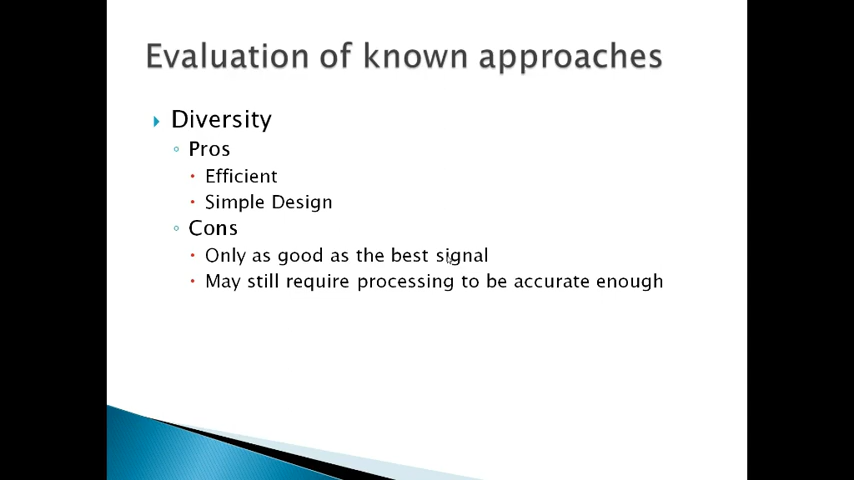 Evaluation of known approaches
Diversity
Pros
Efficient
Simple Design
Cons
Only as good as the best signal
May still require processing to be accurate enough